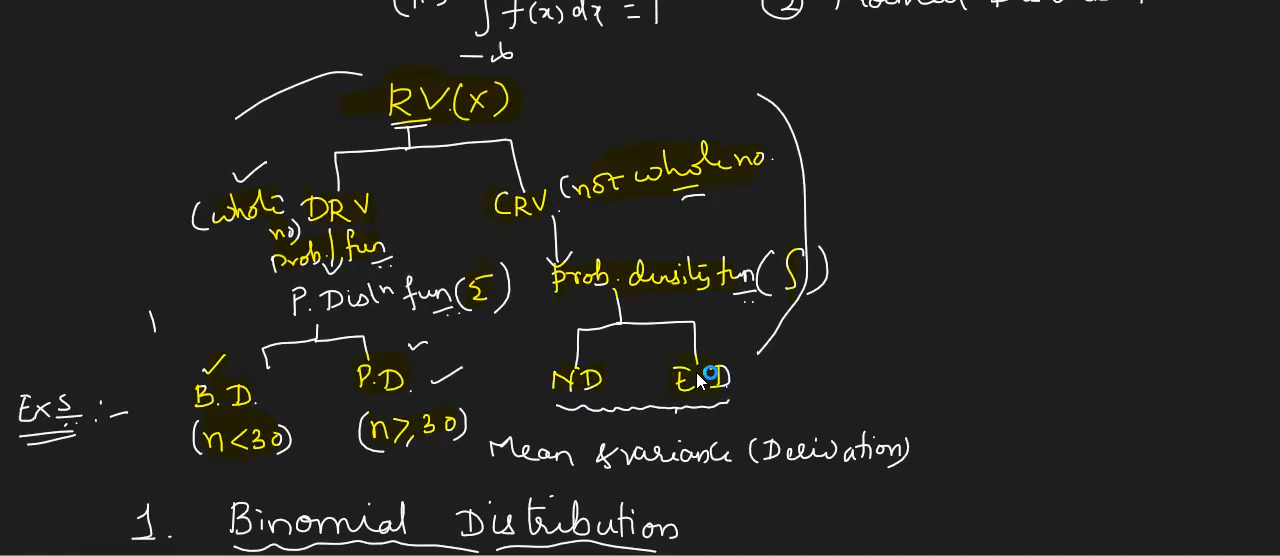 ∫ f(x) dx = 1
-∞
RV(X)
(whole no) DRV
CRV (not whole no.
Prob. fun
P. Distn fun (Σ)
prob. density fun (∫)
B.D.
(n<30)
P.D.
(n≥30)
ND
ED
Exs :-
Mean & variance (Derivation)
1. Binomial Distribution